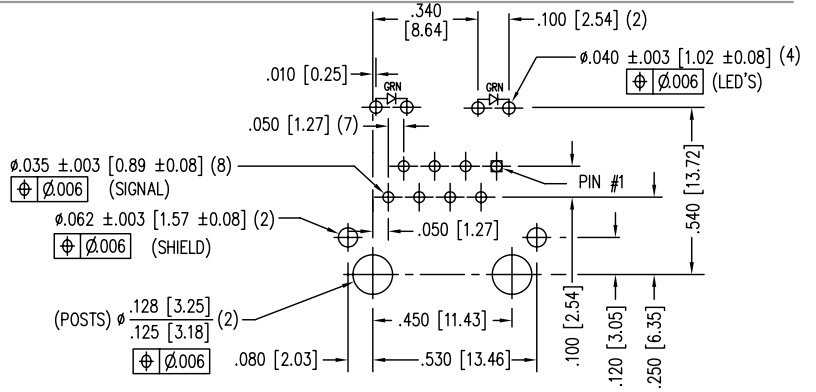 .340
[8.64]
.100 [2.54] (2)
ø.040 ±.003 [1.02 ±0.08] (4)
⌖ Ø.006 (LED'S)
.010 [0.25]
GRN
GRN
.050 [1.27] (7)
ø.035 ±.003 [0.89 ±0.08] (8)
⌖ Ø.006 (SIGNAL)
PIN #1
.540 [13.72]
ø.062 ±.003 [1.57 ±0.08] (2)
⌖ Ø.006 (SHIELD)
.050 [1.27]
(POSTS) ø .128 [3.25] (2)
.125 [3.18]
⌖ Ø.006
.450 [11.43]
.080 [2.03]
.530 [13.46]
.100 [2.54]
.120 [3.05]
.250 [6.35]